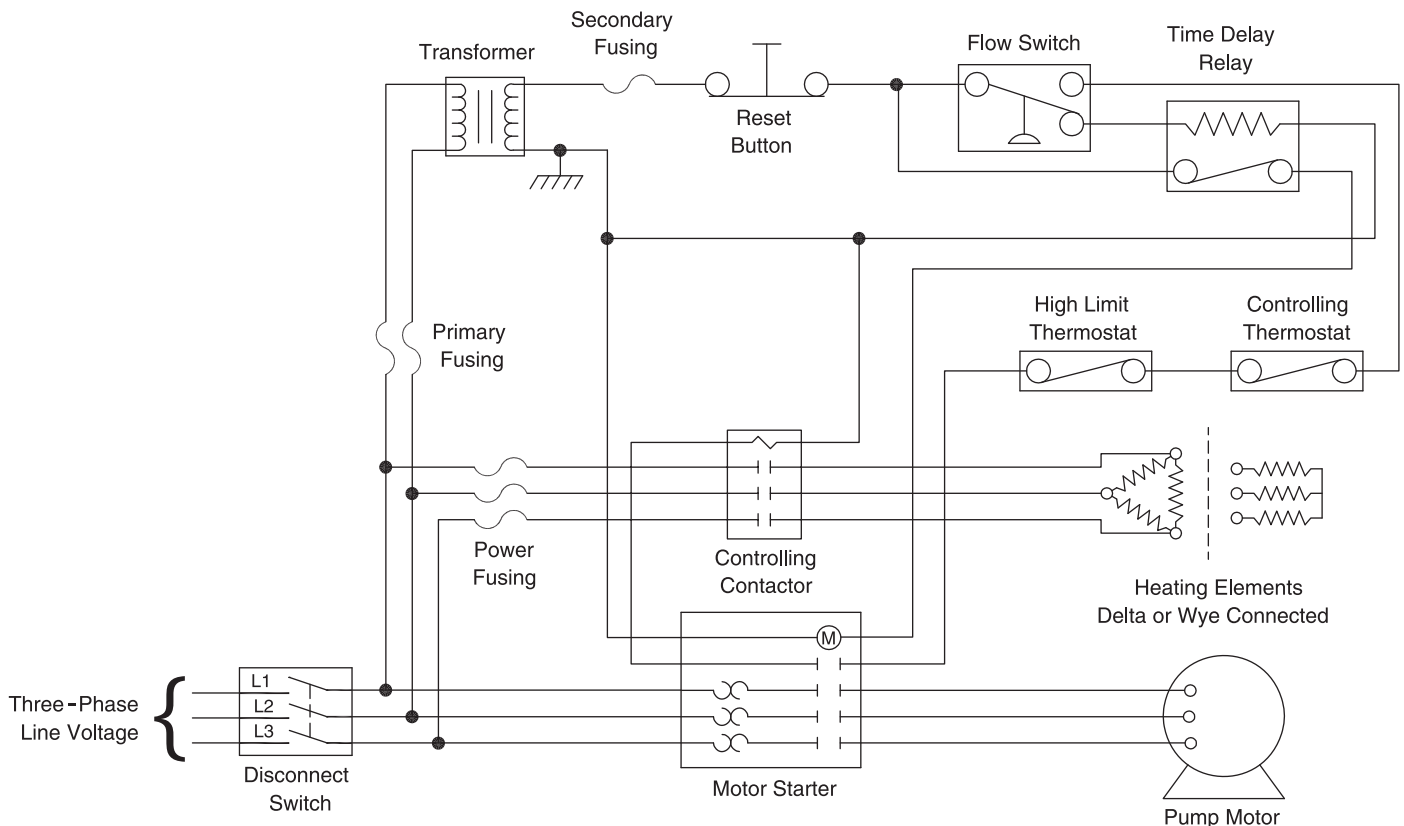 Secondary
Fusing
Transformer
Flow Switch
Time Delay
Relay
Reset
Button
Primary
Fusing
High Limit
Thermostat
Controlling
Thermostat
Power
Fusing
Controlling
Contactor
Heating Elements
Delta or Wye Connected
M
Three-Phase
Line Voltage
L1
L2
L3
Disconnect
Switch
Motor Starter
Pump Motor